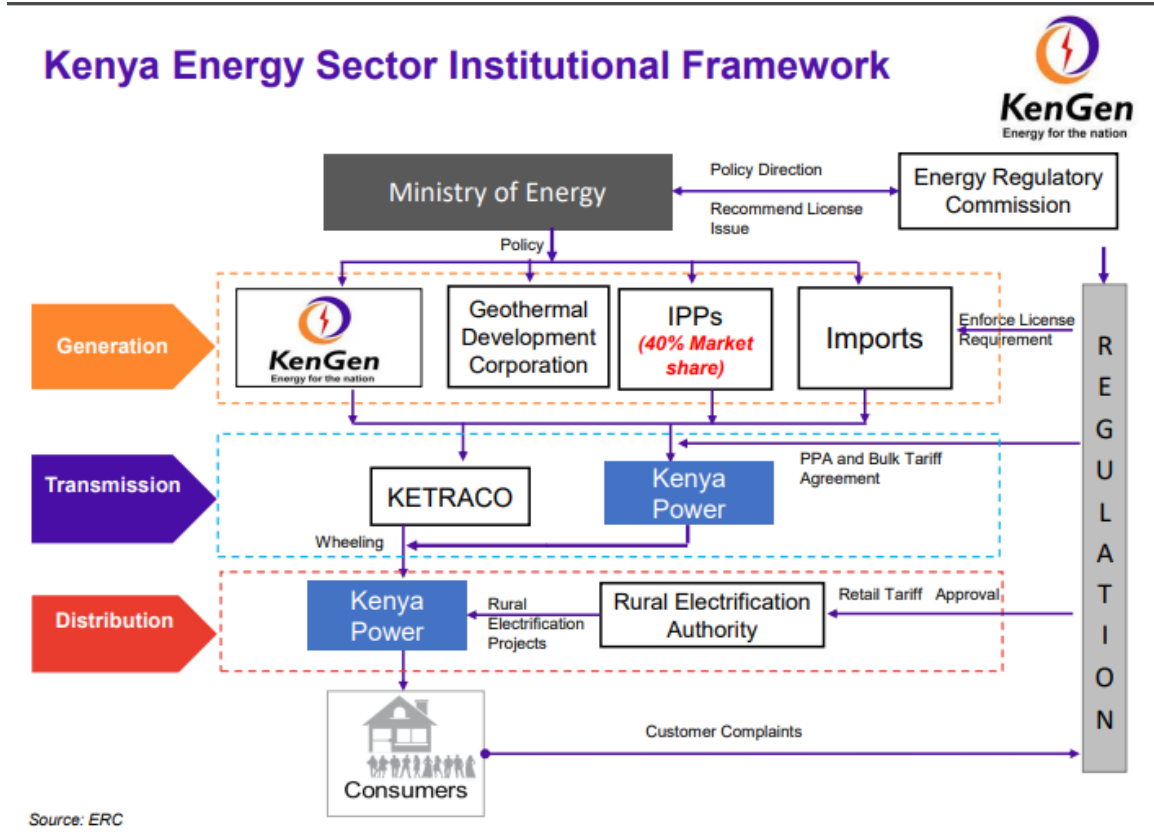 Kenya Energy Sector Institutional Framework
KenGen
Energy for the nation
Ministry of Energy
Policy Direction
Recommend License
Issue
Energy Regulatory
Commission
Policy
Generation
KenGen
Energy for the nation
Geothermal
Development
Corporation
IPPs
(40% Market
share)
Imports
Enforce License
Requirement
REGULATION
Transmission
KETRACO
Kenya
Power
PPA and Bulk Tariff
Agreement
Wheeling
Distribution
Kenya
Power
Rural
Electrification
Projects
Rural Electrification
Authority
Retail Tariff Approval
Consumers
Customer Complaints
Source: ERC